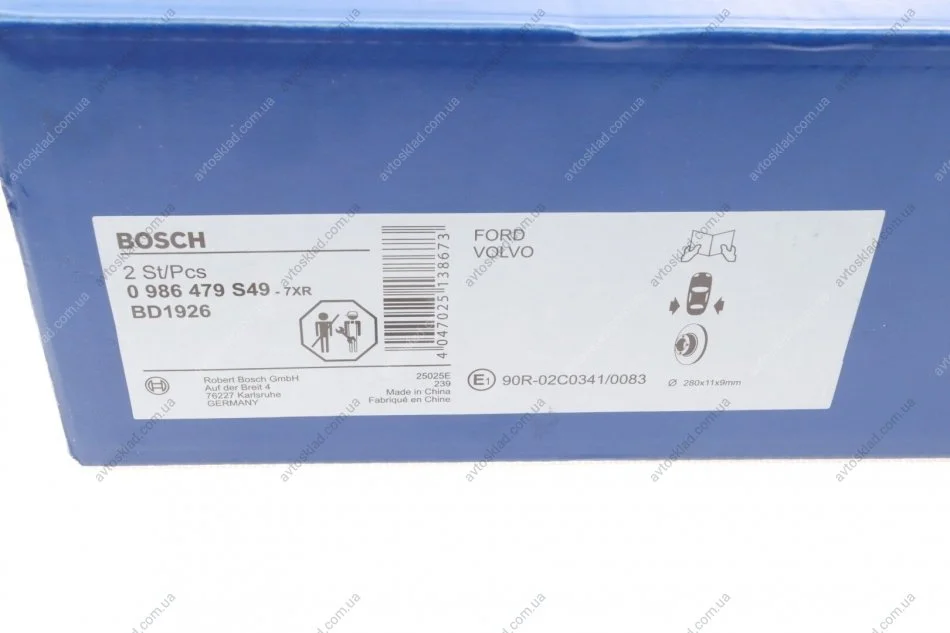 BOSCH
2 St/Pcs
0 986 479 S49 - 7XR
BD1926
4 047025 138673
FORD
VOLVO
Robert Bosch GmbH
Auf der Breit 4
76227 Karlsruhe
GERMANY
25025E
239
Made in China
Fabriqué en Chine
E1 90R-02C0341/0083
Ø 280x11x9mm
avtosklad.com.ua